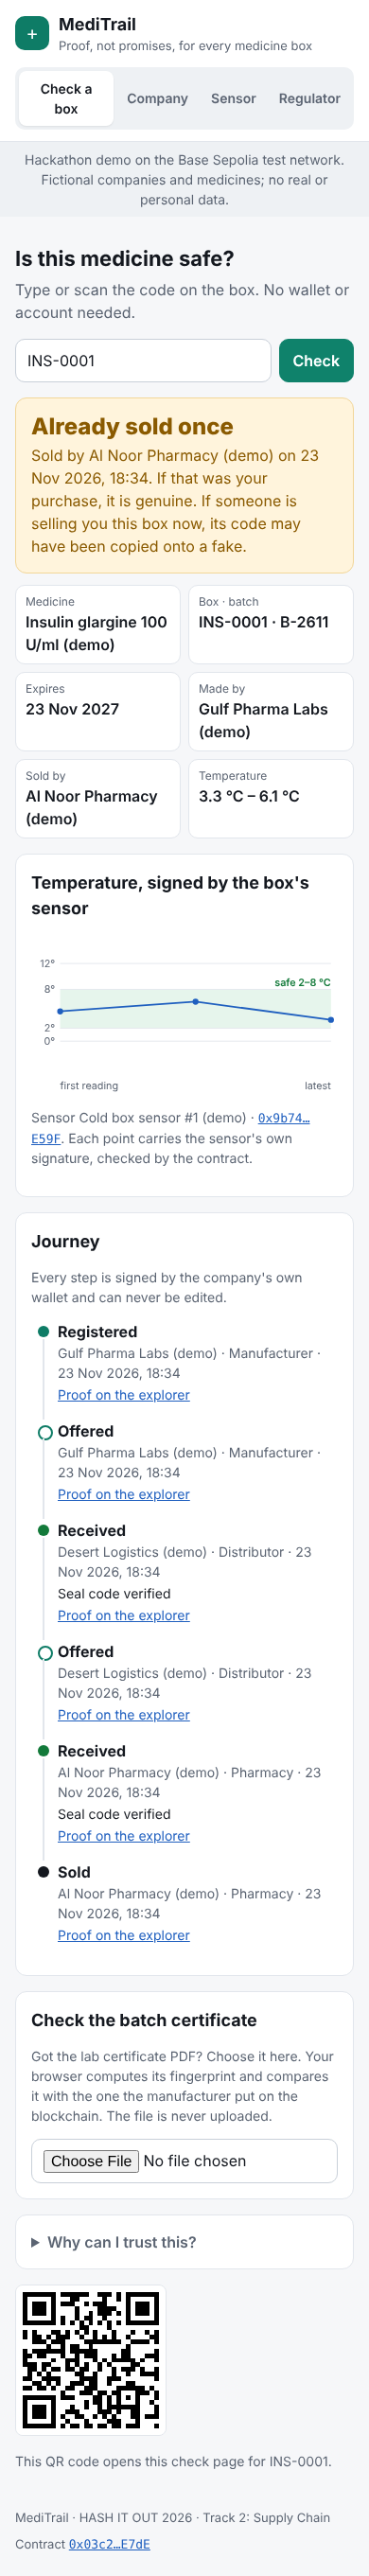 MediTrail
Proof, not promises, for every medicine box
Check a
box
Company
Sensor
Regulator
Hackathon demo on the Base Sepolia test network.
Fictional companies and medicines; no real or
personal data.
Is this medicine safe?
Type or scan the code on the box. No wallet or
account needed.
INS-0001
Check
Already sold once
Sold by Al Noor Pharmacy (demo) on 23
Nov 2026, 18:34. If that was your
purchase, it is genuine. If someone is
selling you this box now, its code may
have been copied onto a fake.
Medicine
Insulin glargine 100
U/ml (demo)
Box · batch
INS-0001 · B-2611
Expires
23 Nov 2027
Made by
Gulf Pharma Labs
(demo)
Sold by
Al Noor Pharmacy
(demo)
Temperature
3.3 °C – 6.1 °C
Temperature, signed by the box's
sensor
12°
safe 2–8 °C
8°
2°
0°
first reading
latest
Sensor Cold box sensor #1 (demo) · 0x9b74…
E59F. Each point carries the sensor's own
signature, checked by the contract.
Journey
Every step is signed by the company's own
wallet and can never be edited.
Registered
Gulf Pharma Labs (demo) · Manufacturer ·
23 Nov 2026, 18:34
Proof on the explorer
Offered
Gulf Pharma Labs (demo) · Manufacturer ·
23 Nov 2026, 18:34
Proof on the explorer
Received
Desert Logistics (demo) · Distributor · 23
Nov 2026, 18:34
Seal code verified
Proof on the explorer
Offered
Desert Logistics (demo) · Distributor · 23
Nov 2026, 18:34
Proof on the explorer
Received
Al Noor Pharmacy (demo) · Pharmacy · 23
Nov 2026, 18:34
Seal code verified
Proof on the explorer
Sold
Al Noor Pharmacy (demo) · Pharmacy · 23
Nov 2026, 18:34
Proof on the explorer
Check the batch certificate
Got the lab certificate PDF? Choose it here. Your
browser computes its fingerprint and compares
it with the one the manufacturer put on the
blockchain. The file is never uploaded.
Choose File No file chosen
Why can I trust this?
This QR code opens this check page for INS-0001.
MediTrail · HASH IT OUT 2026 · Track 2: Supply Chain
Contract 0x03c2…E7dE